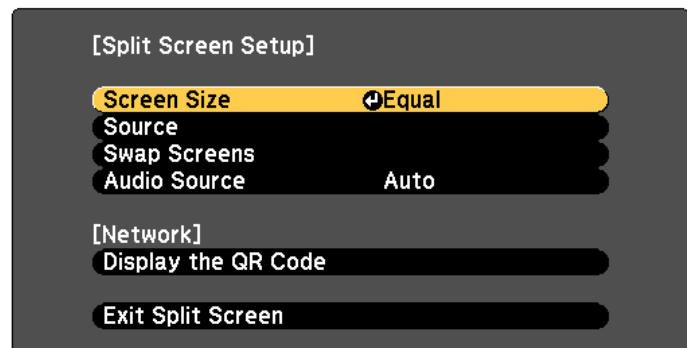 [Split Screen Setup]
Screen Size Equal
Source
Swap Screens
Audio Source Auto
[Network]
Display the QR Code
Exit Split Screen